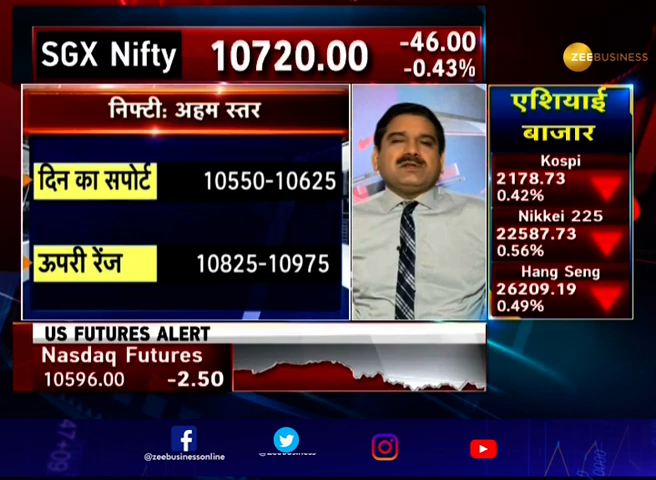 SGX Nifty 10720.00 -46.00
-0.43%
ZEEBUSINESS
निफ्टी: अहम स्तर
दिन का सपोर्ट 10550-10625
ऊपरी रेंज 10825-10975
एशियाई
बाजार
Kospi
2178.73
0.42%
Nikkei 225
22587.73
0.56%
Hang Seng
26209.19
0.49%
US FUTURES ALERT
Nasdaq Futures
10596.00 -2.50
@zeebusinessonline